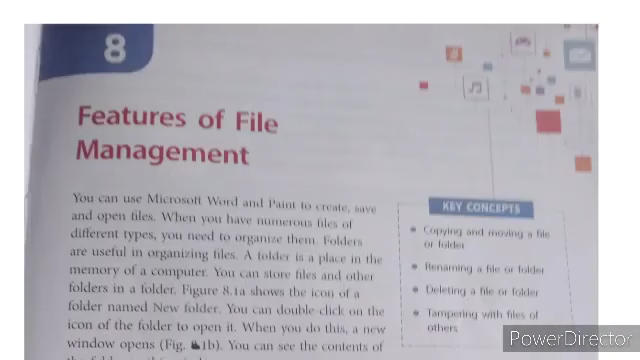 8
Features of File
Management
You can use Microsoft Word and Paint to create, save
and open files. When you have numerous files of
different types, you need to organize them. Folders
are useful in organizing files. A folder is a place in the
memory of a computer. You can store files and other
folders in a folder. Figure 8.1a shows the icon of a
folder named New folder. You can double click on the
icon of the folder to open it. When you do this, a new
window opens (Fig. 1b). You can see the contents of
KEY CONCEPTS
Copying and moving a file
or folder
Renaming a file or folder
Deleting a file or folder
Tampering with files of
others
PowerDirector